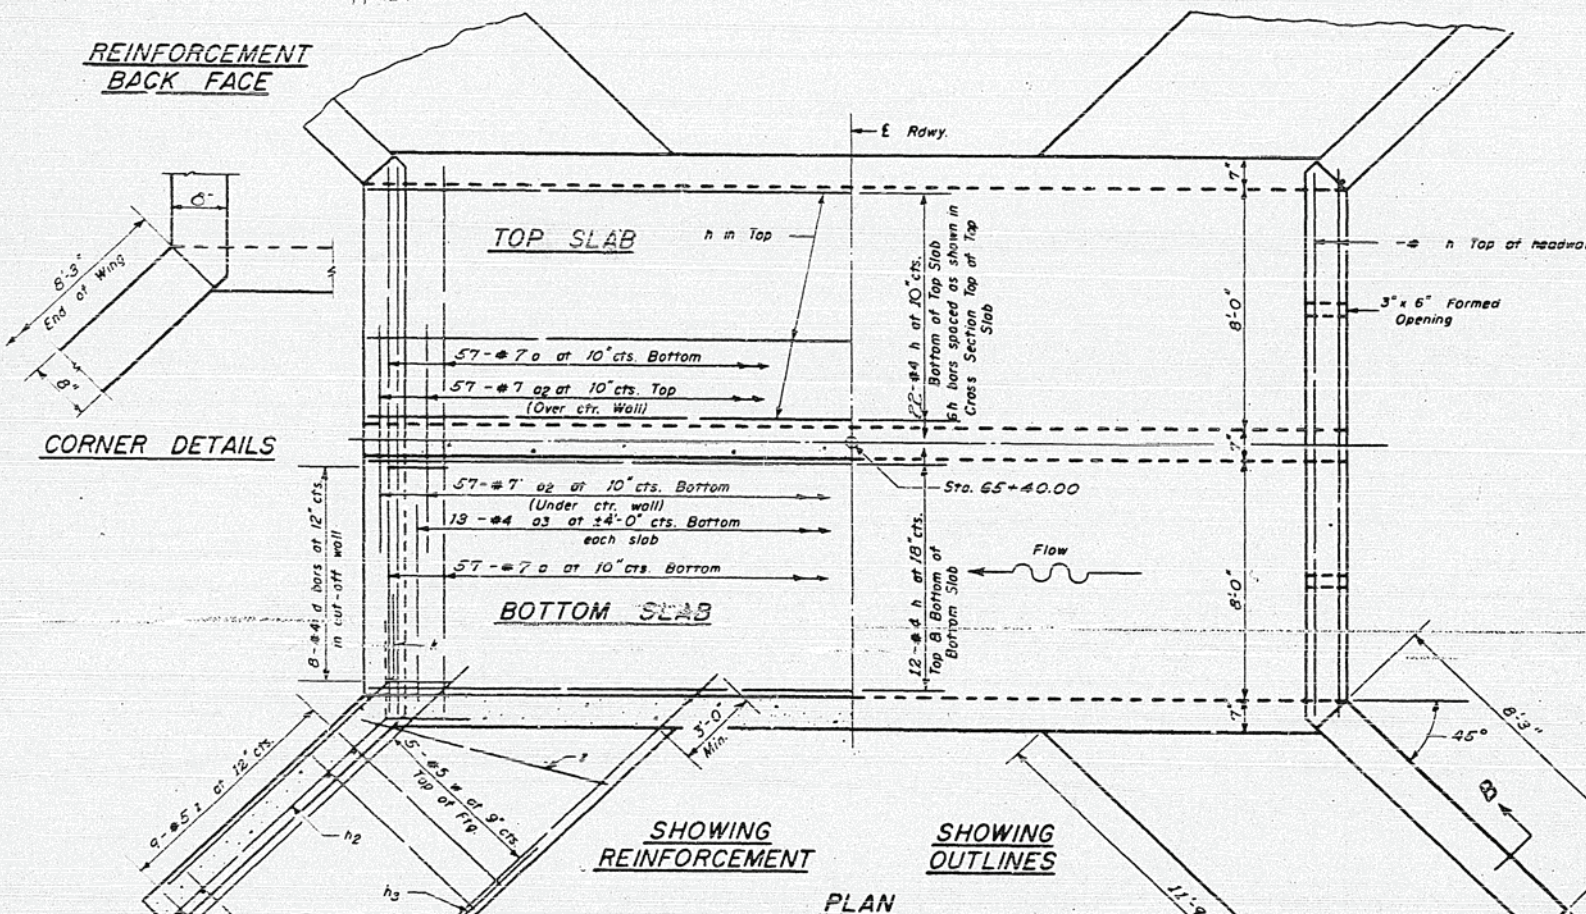 REINFORCEMENT
BACK FACE
8"
8'-3"
End of Wing
8"
CORNER DETAILS
℄ Rdwy.
TOP SLAB
h in Top
57-#7 a at 10" cts. Bottom
57-#7 a2 at 10" cts. Top
(Over ctr. Wall)
22-#4 h at 10" cts.
Bottom of Top Slab
6h bars spaced as shown in
Cross Section Top of Top
Slab
7"
8'-0"
7"
8'-0"
7"
h Top of headwal
3" x 6" Formed
Opening
57-#7 a2 at 10" cts. Bottom
(Under ctr. wall)
13-#4 a3 at ±4'-0" cts. Bottom
each slab
57-#7 a at 10" cts. Bottom
BOTTOM SLAB
Sta. 65+40.00
Flow
12-#4 h at 18" cts.
Top & Bottom of
Bottom Slab
8-#4 d bars at 12" cts.
in cut-off wall
9-#5 z at 12" cts.
h2
h3
5-#5 w at 9" cts.
Top of Ftg.
3'-0"
Min.
45°
8'-3"
B
SHOWING
REINFORCEMENT
SHOWING
OUTLINES
PLAN